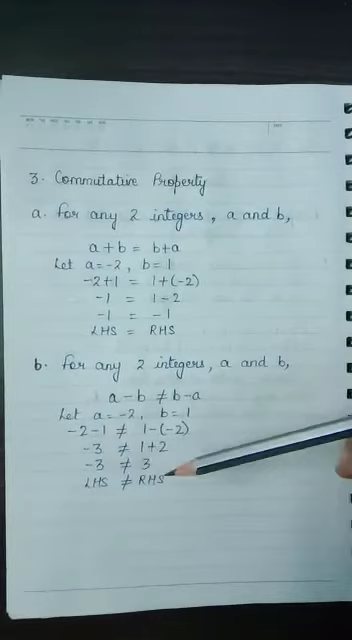 3. Commutative Property
a. For any 2 integers, a and b,
a+b = b+a
Let a=-2, b=1
-2+1 = 1+(-2)
-1 = 1-2
-1 = -1
LHS = RHS
b. For any 2 integers, a and b,
a-b ≠ b-a
Let a=-2, b=1
-2-1 ≠ 1-(-2)
-3 ≠ 1+2
-3 ≠ 3
LHS ≠ RHS